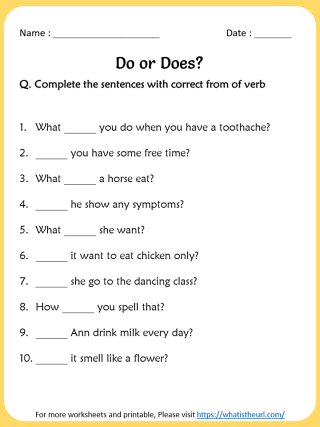 Name : ____________________ Date : _______
Do or Does?
Q. Complete the sentences with correct from of verb
1. What ______ you do when you have a toothache?
2. ______ you have some free time?
3. What ______ a horse eat?
4. ______ he show any symptoms?
5. What ______ she want?
6. ______ it want to eat chicken only?
7. ______ she go to the dancing class?
8. How ______ you spell that?
9. ______ Ann drink milk every day?
10. ______ it smell like a flower?
For more worksheets and printable, Please visit https://whatistheurl.com/